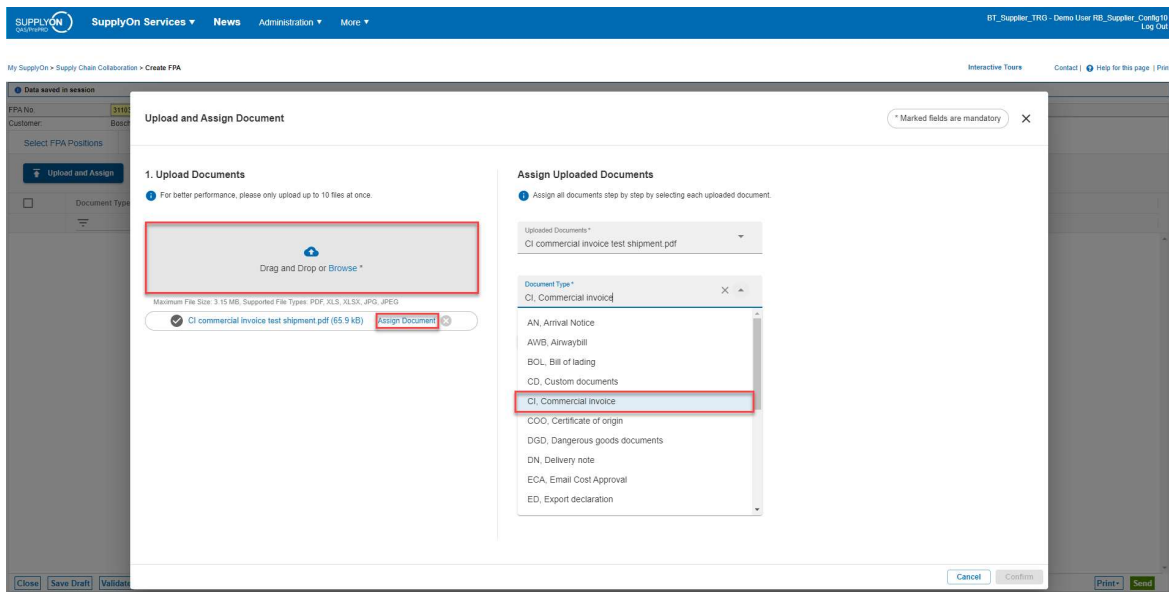 SUPPLYON
QAS/PrePRD
SupplyOn Services ▾ News Administration ▾ More ▾
BT_Supplier_TRG - Demo User RB_Supplier_Config10
Log Out
My SupplyOn > Supply Chain Collaboration > Create FPA
Interactive Tours Contact | Help for this page | Prin
Data saved in session
FPA No. 3110
Customer: Bosch
Select FPA Positions
Upload and Assign
Document Type
Upload and Assign Document
* Marked fields are mandatory
1. Upload Documents
For better performance, please only upload up to 10 files at once.
Drag and Drop or Browse *
Maximum File Size: 3.15 MB, Supported File Types: PDF, XLS, XLSX, JPG, JPEG
CI commercial invoice test shipment.pdf (65.9 kB) Assign Document
Assign Uploaded Documents
Assign all documents step by step by selecting each uploaded document.
Uploaded Documents *
CI commercial invoice test shipment.pdf
Document Type *
CI, Commercial invoice
AN, Arrival Notice
AWB, Airwaybill
BOL, Bill of lading
CD, Custom documents
CI, Commercial invoice
COO, Certificate of origin
DGD, Dangerous goods documents
DN, Delivery note
ECA, Email Cost Approval
ED, Export declaration
Cancel Confirm
Close Save Draft Validate Print Send